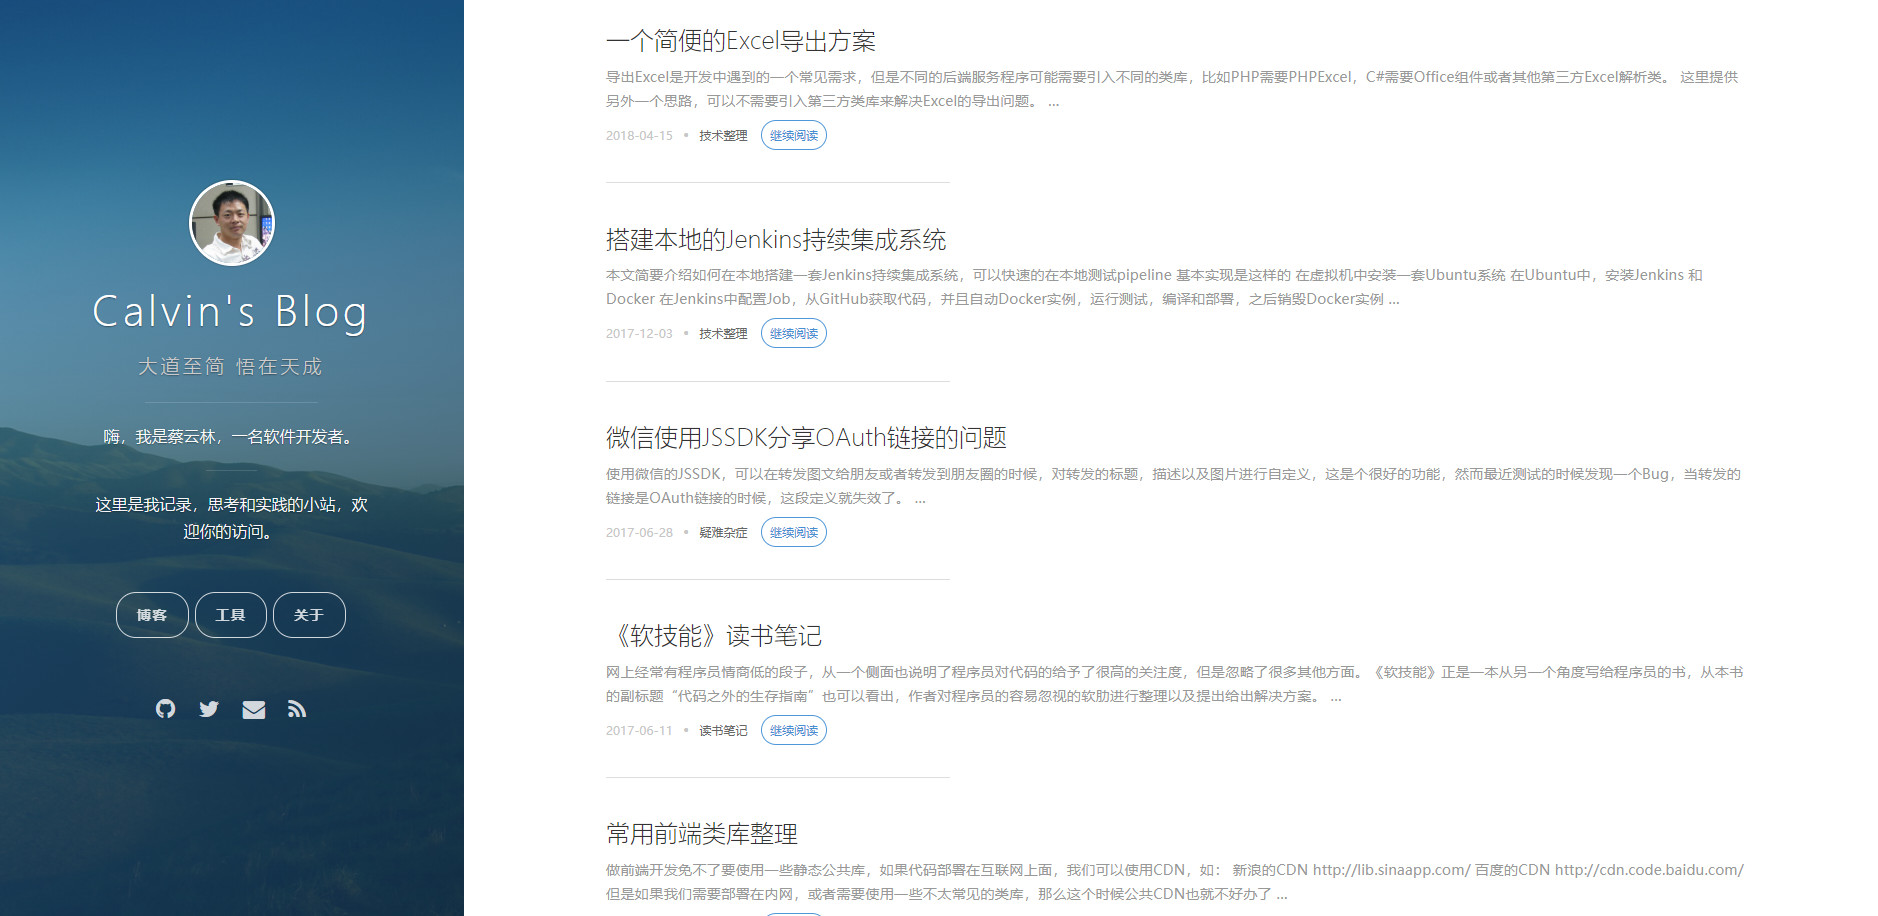 Calvin's Blog
大道至简 悟在天成
嗨，我是蔡云林，一名软件开发者。
这里是我记录，思考和实践的小站，欢
迎你的访问。
博客 工具 关于
一个简便的Excel导出方案
导出Excel是开发中遇到的一个常见需求，但是不同的后端服务程序可能需要引入不同的类库，比如PHP需要PHPExcel，C#需要Office组件或者其他第三方Excel解析类。 这里提供
另外一个思路，可以不需要引入第三方类库来解决Excel的导出问题。 ...
2018-04-15 • 技术整理 继续阅读
搭建本地的Jenkins持续集成系统
本文简要介绍如何在本地搭建一套Jenkins持续集成系统，可以快速的在本地测试pipeline 基本实现是这样的 在虚拟机中安装一套Ubuntu系统 在Ubuntu中，安装Jenkins 和
Docker 在Jenkins中配置Job，从GitHub获取代码，并且自动Docker实例，运行测试，编译和部署，之后销毁Docker实例 ...
2017-12-03 • 技术整理 继续阅读
微信使用JSSDK分享OAuth链接的问题
使用微信的JSSDK，可以在转发图文给朋友或者转发到朋友圈的时候，对转发的标题，描述以及图片进行自定义，这是个很好的功能，然而最近测试的时候发现一个Bug，当转发的
链接是OAuth链接的时候，这段定义就失效了。 ...
2017-06-28 • 疑难杂症 继续阅读
《软技能》读书笔记
网上经常有程序员情商低的段子，从一个侧面也说明了程序员对代码的给予了很高的关注度，但是忽略了很多其他方面。《软技能》正是一本从另一个角度写给程序员的书，从本书
的副标题“代码之外的生存指南”也可以看出，作者对程序员的容易忽视的软肋进行整理以及提出给出解决方案。 ...
2017-06-11 • 读书笔记 继续阅读
常用前端类库整理
做前端开发免不了要使用一些静态公共库，如果代码部署在互联网上面，我们可以使用CDN，如： 新浪的CDN http://lib.sinaapp.com/ 百度的CDN http://cdn.code.baidu.com/
但是如果我们需要部署在内网，或者需要使用一些不太常见的类库，那么这个时候公共CDN也就不好办了 ...